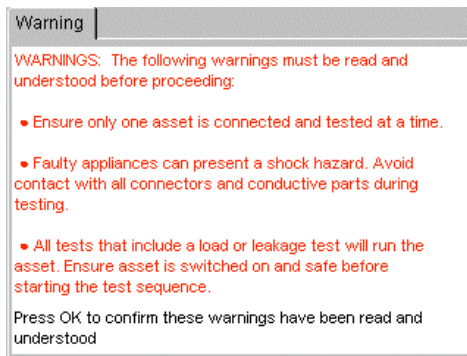 Warning
WARNINGS: The following warnings must be read and
understood before proceeding:
• Ensure only one asset is connected and tested at a time.
• Faulty appliances can present a shock hazard. Avoid
contact with all connectors and conductive parts during
testing.
• All tests that include a load or leakage test will run the
asset. Ensure asset is switched on and safe before
starting the test sequence.
Press OK to confirm these warnings have been read and
understood